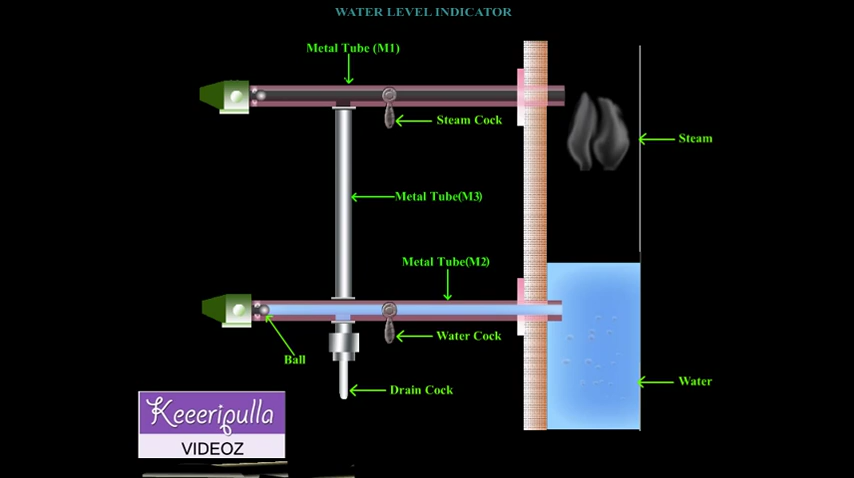 WATER LEVEL INDICATOR
Metal Tube (M1)
Steam Cock
Steam
Metal Tube(M3)
Metal Tube(M2)
Water Cock
Ball
Water
Drain Cock
Keeeripulla
VIDEOZ